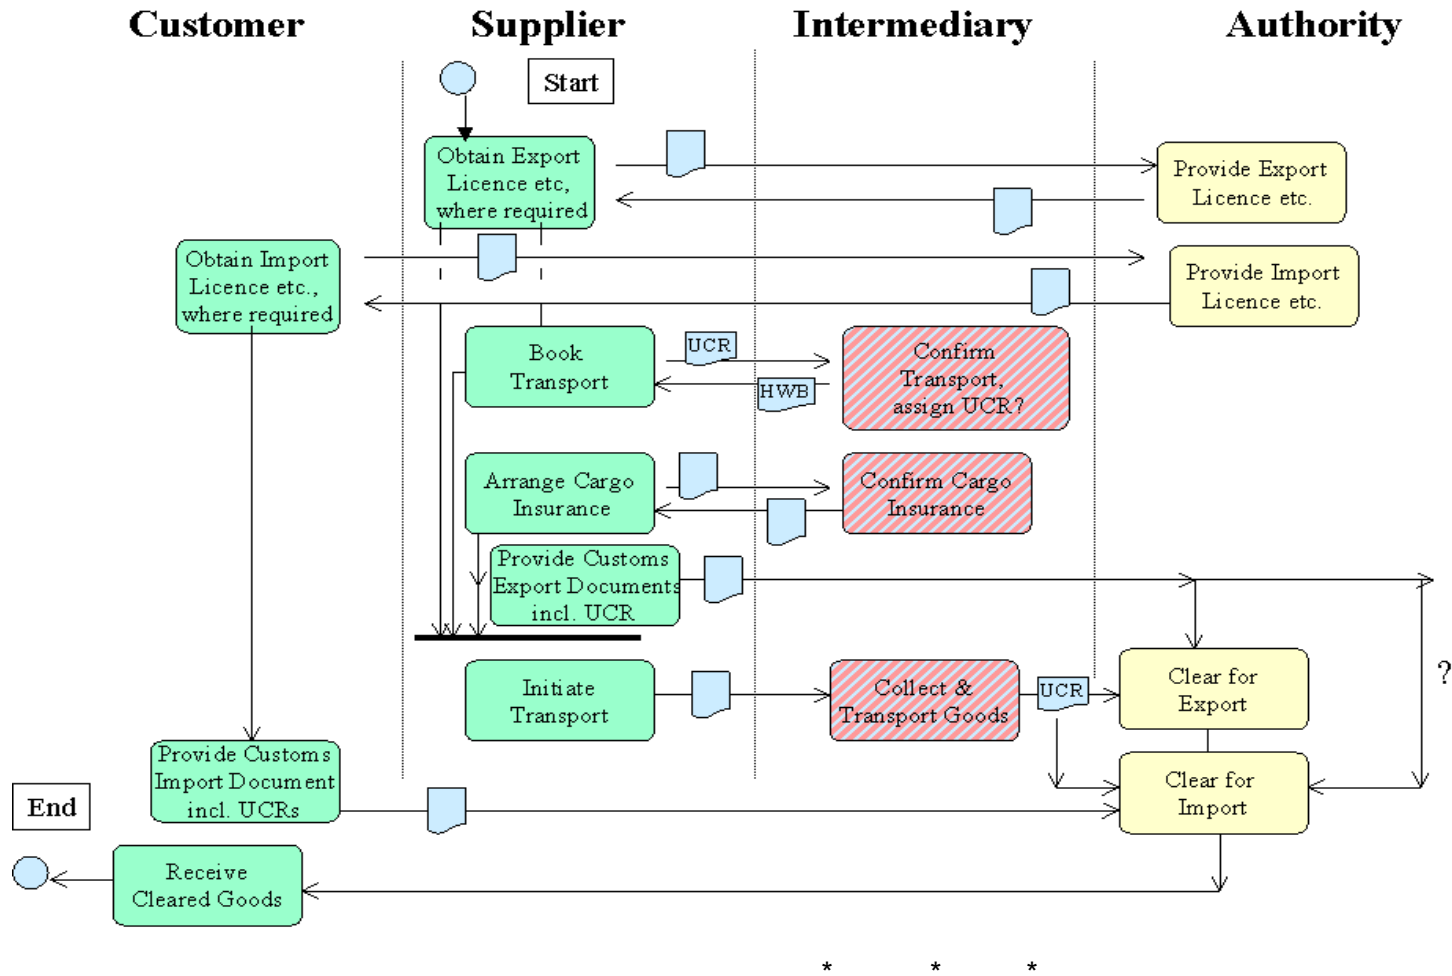 Customer
Supplier
Intermediary
Authority
Start
Obtain Export
Licence etc,
where required
Provide Export
Licence etc.
Obtain Import
Licence etc.,
where required
Provide Import
Licence etc.
Book
Transport
UCR
HWB
Confirm
Transport,
assign UCR?
Arrange Cargo
Insurance
Confirm Cargo
Insurance
Provide Customs
Export Documents
incl. UCR
Initiate
Transport
Collect &
Transport Goods
UCR
Clear for
Export
?
Provide Customs
Import Document
incl. UCRs
Clear for
Import
End
Receive
Cleared Goods
* * *